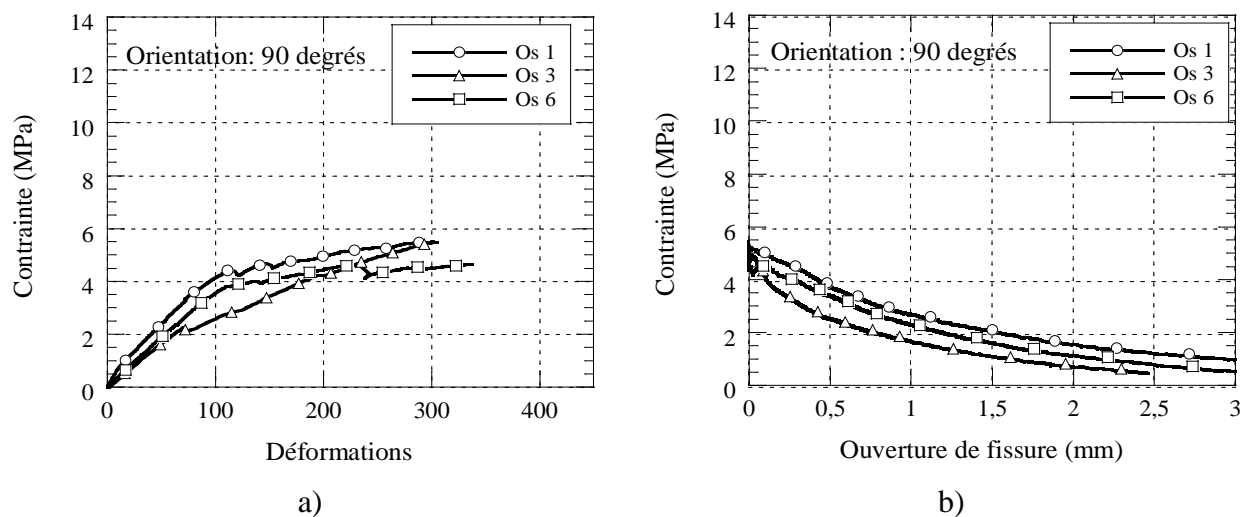 14
12
10
8
6
4
2
0
Contrainte (MPa)
Orientation: 90 degrés
Os 1
Os 3
Os 6
0
100
200
300
400
Déformations
a)
14
12
10
8
6
4
2
0
Contrainte (MPa)
Orientation : 90 degrés
Os 1
Os 3
Os 6
0
0,5
1
1,5
2
2,5
3
Ouverture de fissure (mm)
b)